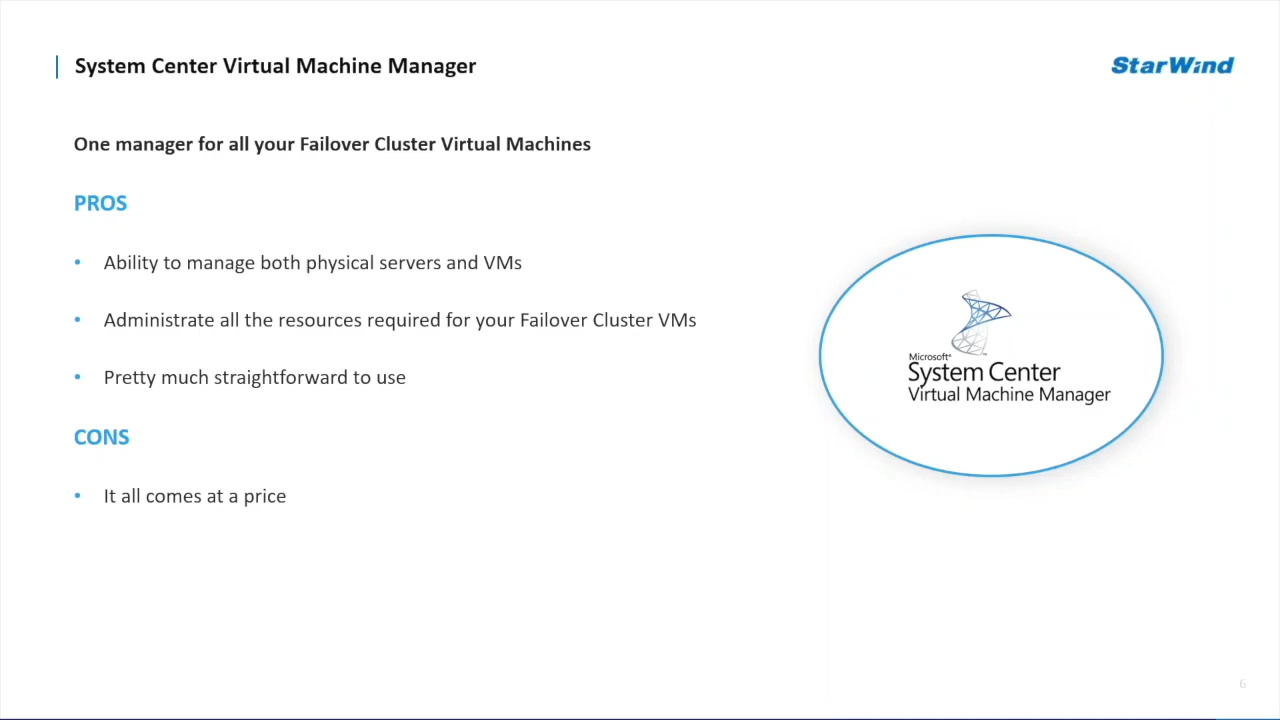 System Center Virtual Machine Manager
StarWind
One manager for all your Failover Cluster Virtual Machines
PROS
• Ability to manage both physical servers and VMs
• Administrate all the resources required for your Failover Cluster VMs
• Pretty much straightforward to use
CONS
• It all comes at a price
Microsoft®
System Center™
Virtual Machine Manager
6